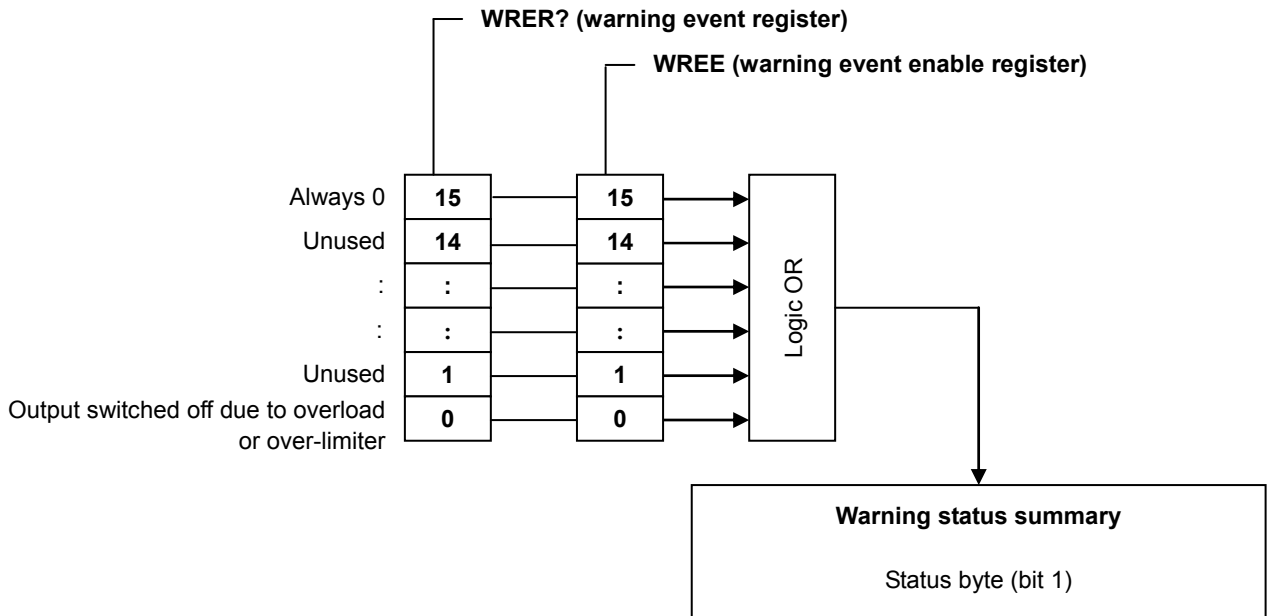 WRER? (warning event register)
WREE (warning event enable register)
Always 0 15 15
Unused 14 14
: : :
: : :
Unused 1 1
Output switched off due to overload
or over-limiter 0 0
Logic OR
Warning status summary
Status byte (bit 1)